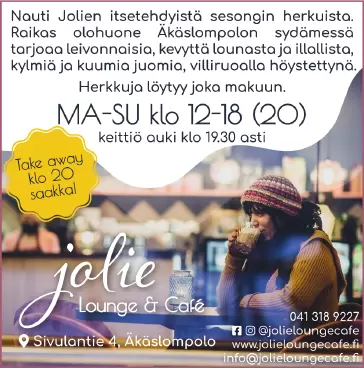 Nauti Jolien itsetehdyistä sesongin herkuista.
Raikas olohuone Äkäslompolon sydämessä
tarjoaa leivonnaisia, kevyttä lounasta ja illallista,
kylmiä ja kuumia juomia, villiruoalla höystettynä.
Herkkuja löytyy joka makuun.
MA-SU klo 12-18 (20)
keittiö auki klo 19.30 asti
Take away
klo 20
saakka!
jolie
Lounge & Café
Sivulantie 4, Äkäslompolo
041 318 9227
@jolieloungecafe
www.jolieloungecafe.fi
info@jolieloungecafe.fi